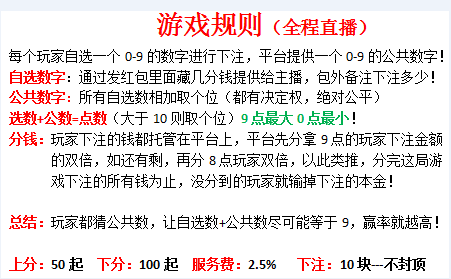 游戏规则（全程直播）
每个玩家自选一个 0-9 的数字进行下注，平台提供一个 0-9 的公共数字！
自选数字：通过发红包里面藏几分钱提供给主播，包外备注下注多少！
公共数字：所有自选数相加取个位（都有决定权，绝对公平）
选数+公数=点数（大于 10 则取个位）9 点最大 0 点最小！
分钱：玩家下注的钱都托管在平台上，平台先分拿 9 点的玩家下注金额
的双倍，如还有剩，再分 8 点玩家双倍，以此类推，分完这局游
戏下注的所有钱为止，没分到的玩家就输掉下注的本金！
总结：玩家都猜公共数，让自选数+公共数尽可能等于 9，赢率就越高！
上分：50 起 下分：100 起 服务费：2.5% 下注：10 块---不封顶